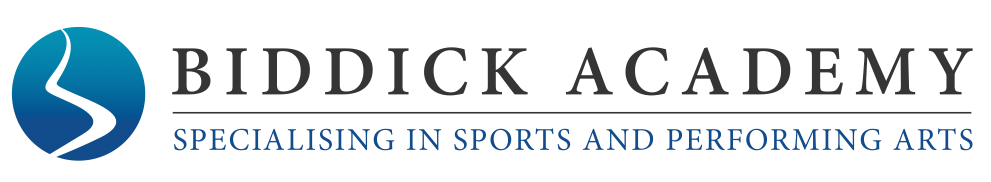 BIDDICK ACADEMY
SPECIALISING IN SPORTS AND PERFORMING ARTS